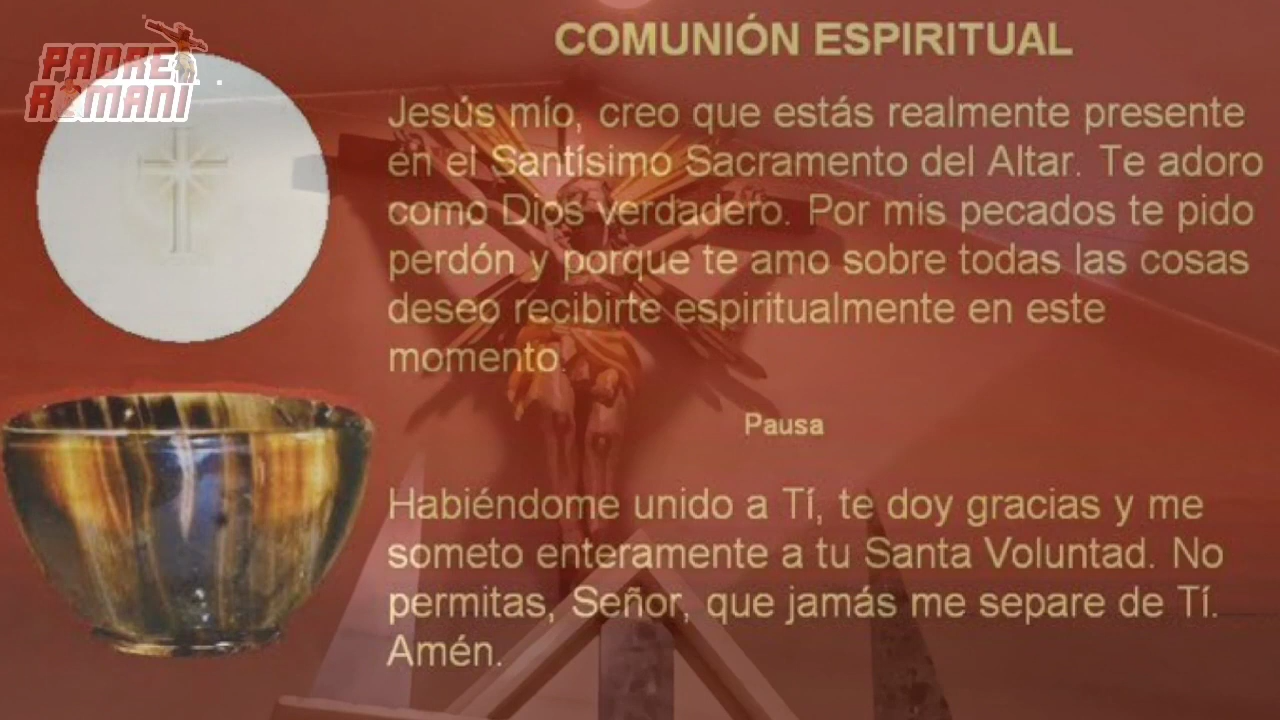 PADRE
ROMANI
COMUNIÓN ESPIRITUAL
Jesús mío, creo que estás realmente presente
en el Santísimo Sacramento del Altar. Te adoro
como Dios verdadero. Por mis pecados te pido
perdón y porque te amo sobre todas las cosas
deseo recibirte espiritualmente en este
momento.
Pausa
Habiéndome unido a Tí, te doy gracias y me
someto enteramente a tu Santa Voluntad. No
permitas, Señor, que jamás me separe de Tí.
Amén.